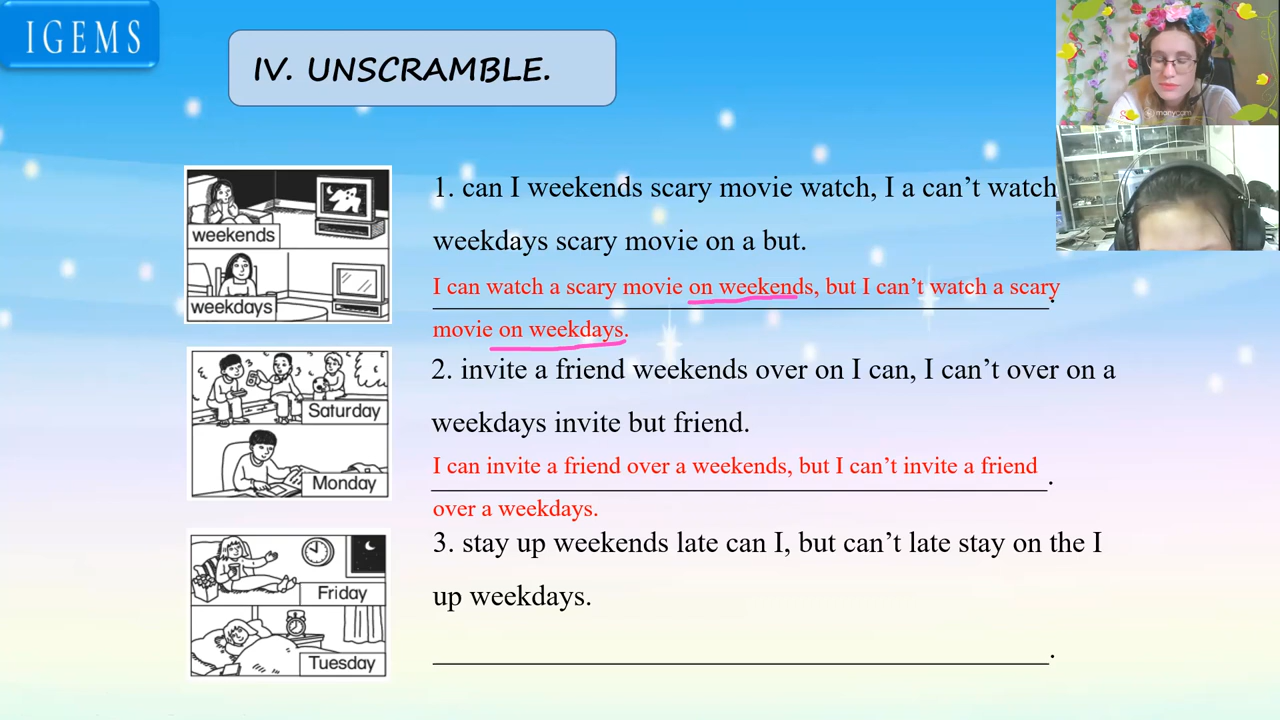 IGEMS
IV. UNSCRAMBLE.
manycam
weekends
weekdays
1. can I weekends scary movie watch, I a can’t watch
weekdays scary movie on a but.
I can watch a scary movie on weekends, but I can’t watch a scary
.
movie on weekdays.
Saturday
Monday
2. invite a friend weekends over on I can, I can’t over on a
weekdays invite but friend.
I can invite a friend over a weekends, but I can’t invite a friend
.
over a weekdays.
Friday
Tuesday
3. stay up weekends late can I, but can’t late stay on the I
up weekdays.
.